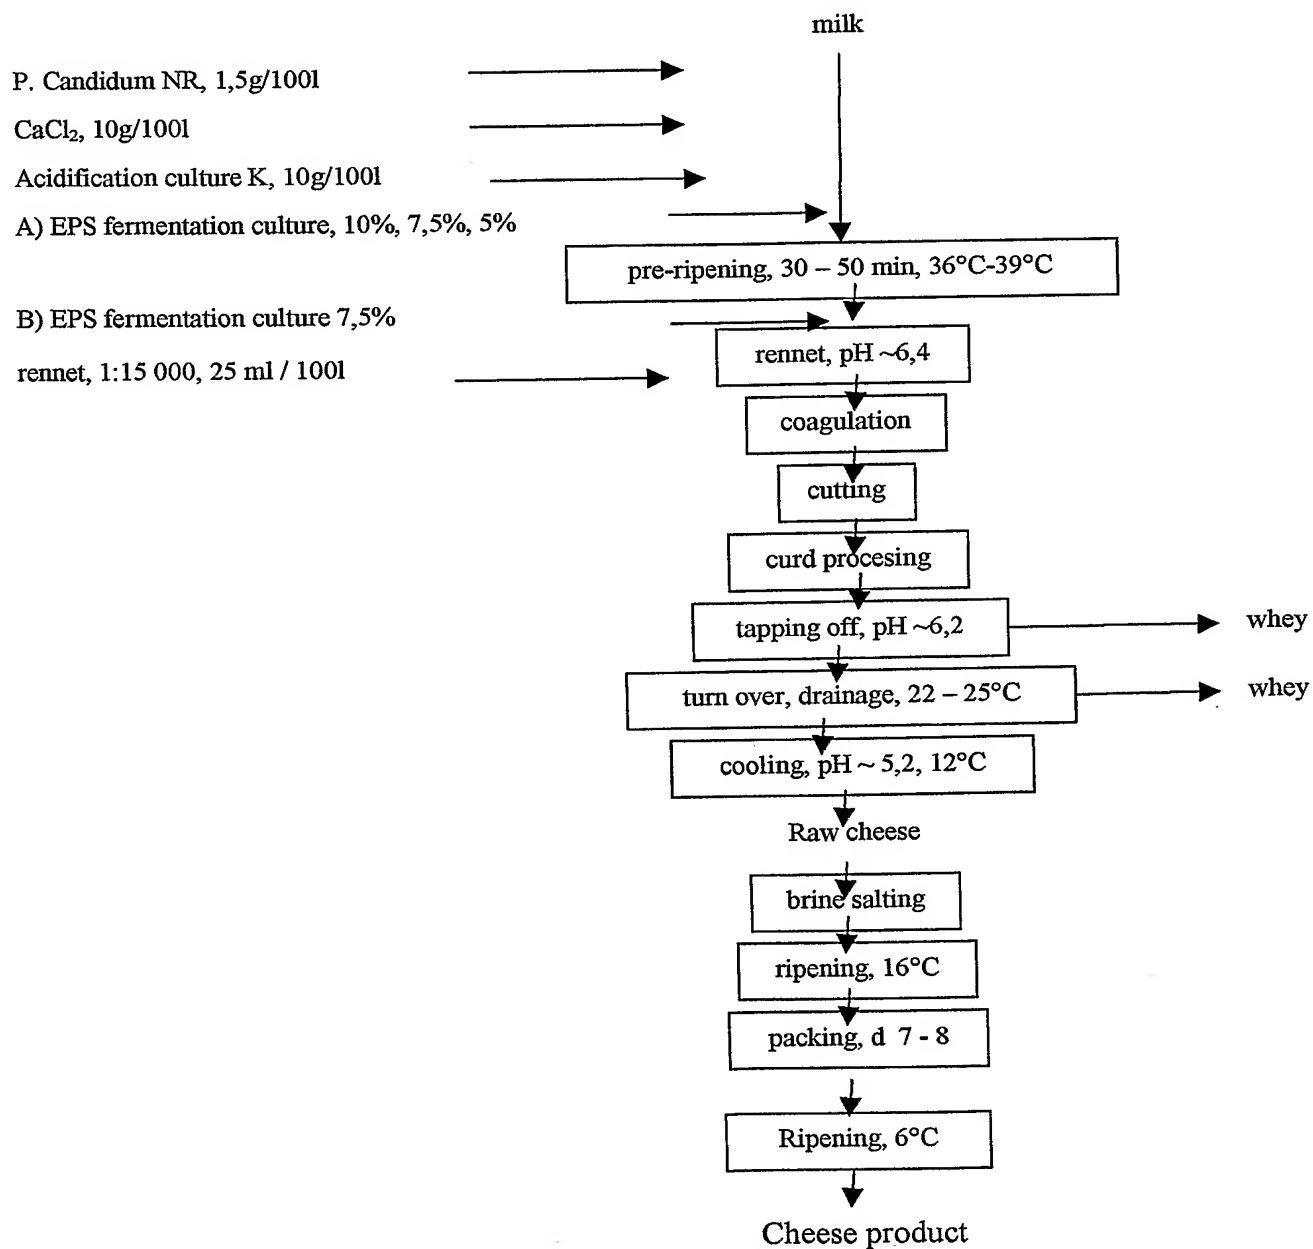 milk
P. Candidum NR, 1,5g/100l
CaCl₂, 10g/100l
Acidification culture K, 10g/100l
A) EPS fermentation culture, 10%, 7,5%, 5%
pre-ripening, 30 – 50 min, 36°C-39°C
B) EPS fermentation culture 7,5%
rennet, pH ~6,4
rennet, 1:15 000, 25 ml / 100l
coagulation
cutting
curd procesing
tapping off, pH ~6,2
whey
turn over, drainage, 22 – 25°C
whey
cooling, pH ~ 5,2, 12°C
Raw cheese
brine salting
ripening, 16°C
packing, d 7 - 8
Ripening, 6°C
Cheese product